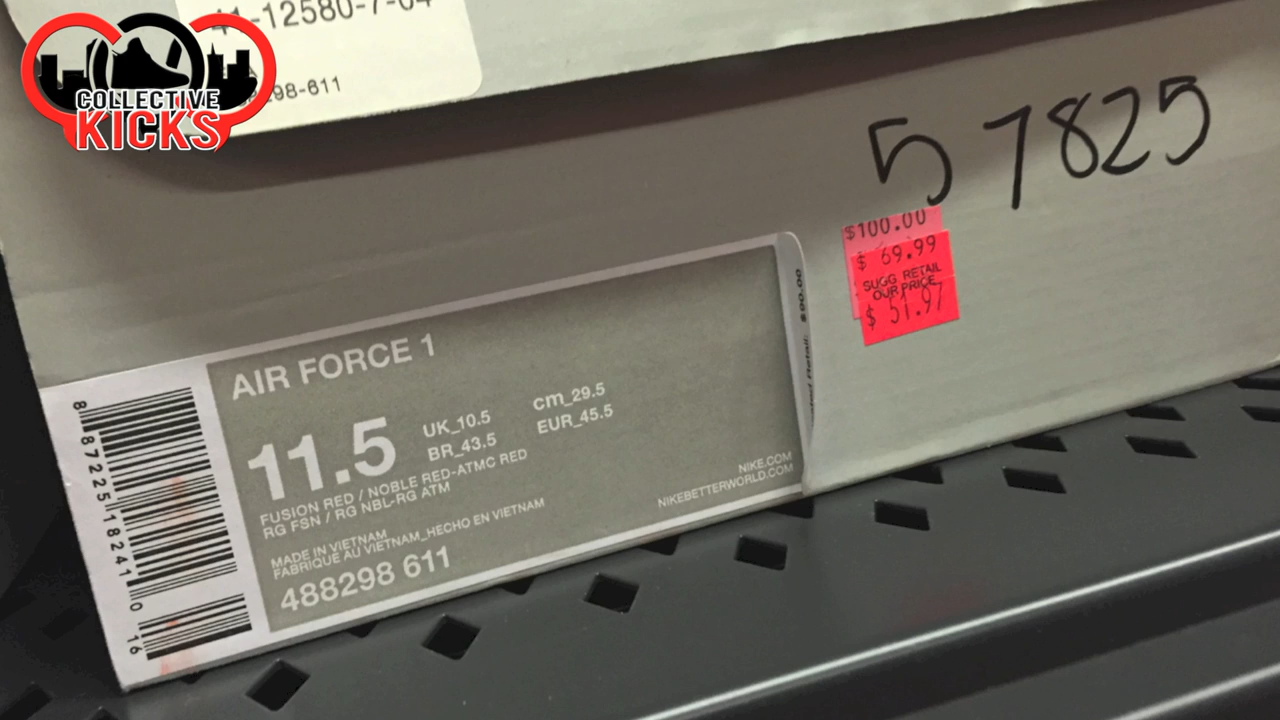 COLLECTIVE
KICKS
-12580-7-04
298-611
5 7825
$100.00
$ 69.99
SUGG. RETAIL
OUR PRICE
$ 51.97
AIR FORCE 1
11.5
UK_10.5
cm_29.5
BR_43.5
EUR_45.5
FUSION RED / NOBLE RED-ATMC RED
RG FSN / RG NBL-RG ATM
MADE IN VIETNAM
FABRIQUE AU VIETNAM_HECHO EN VIETNAM
488298 611
NIKE.COM
NIKEBETTERWORLD.COM
8 87225 18241 0 16
Retail: